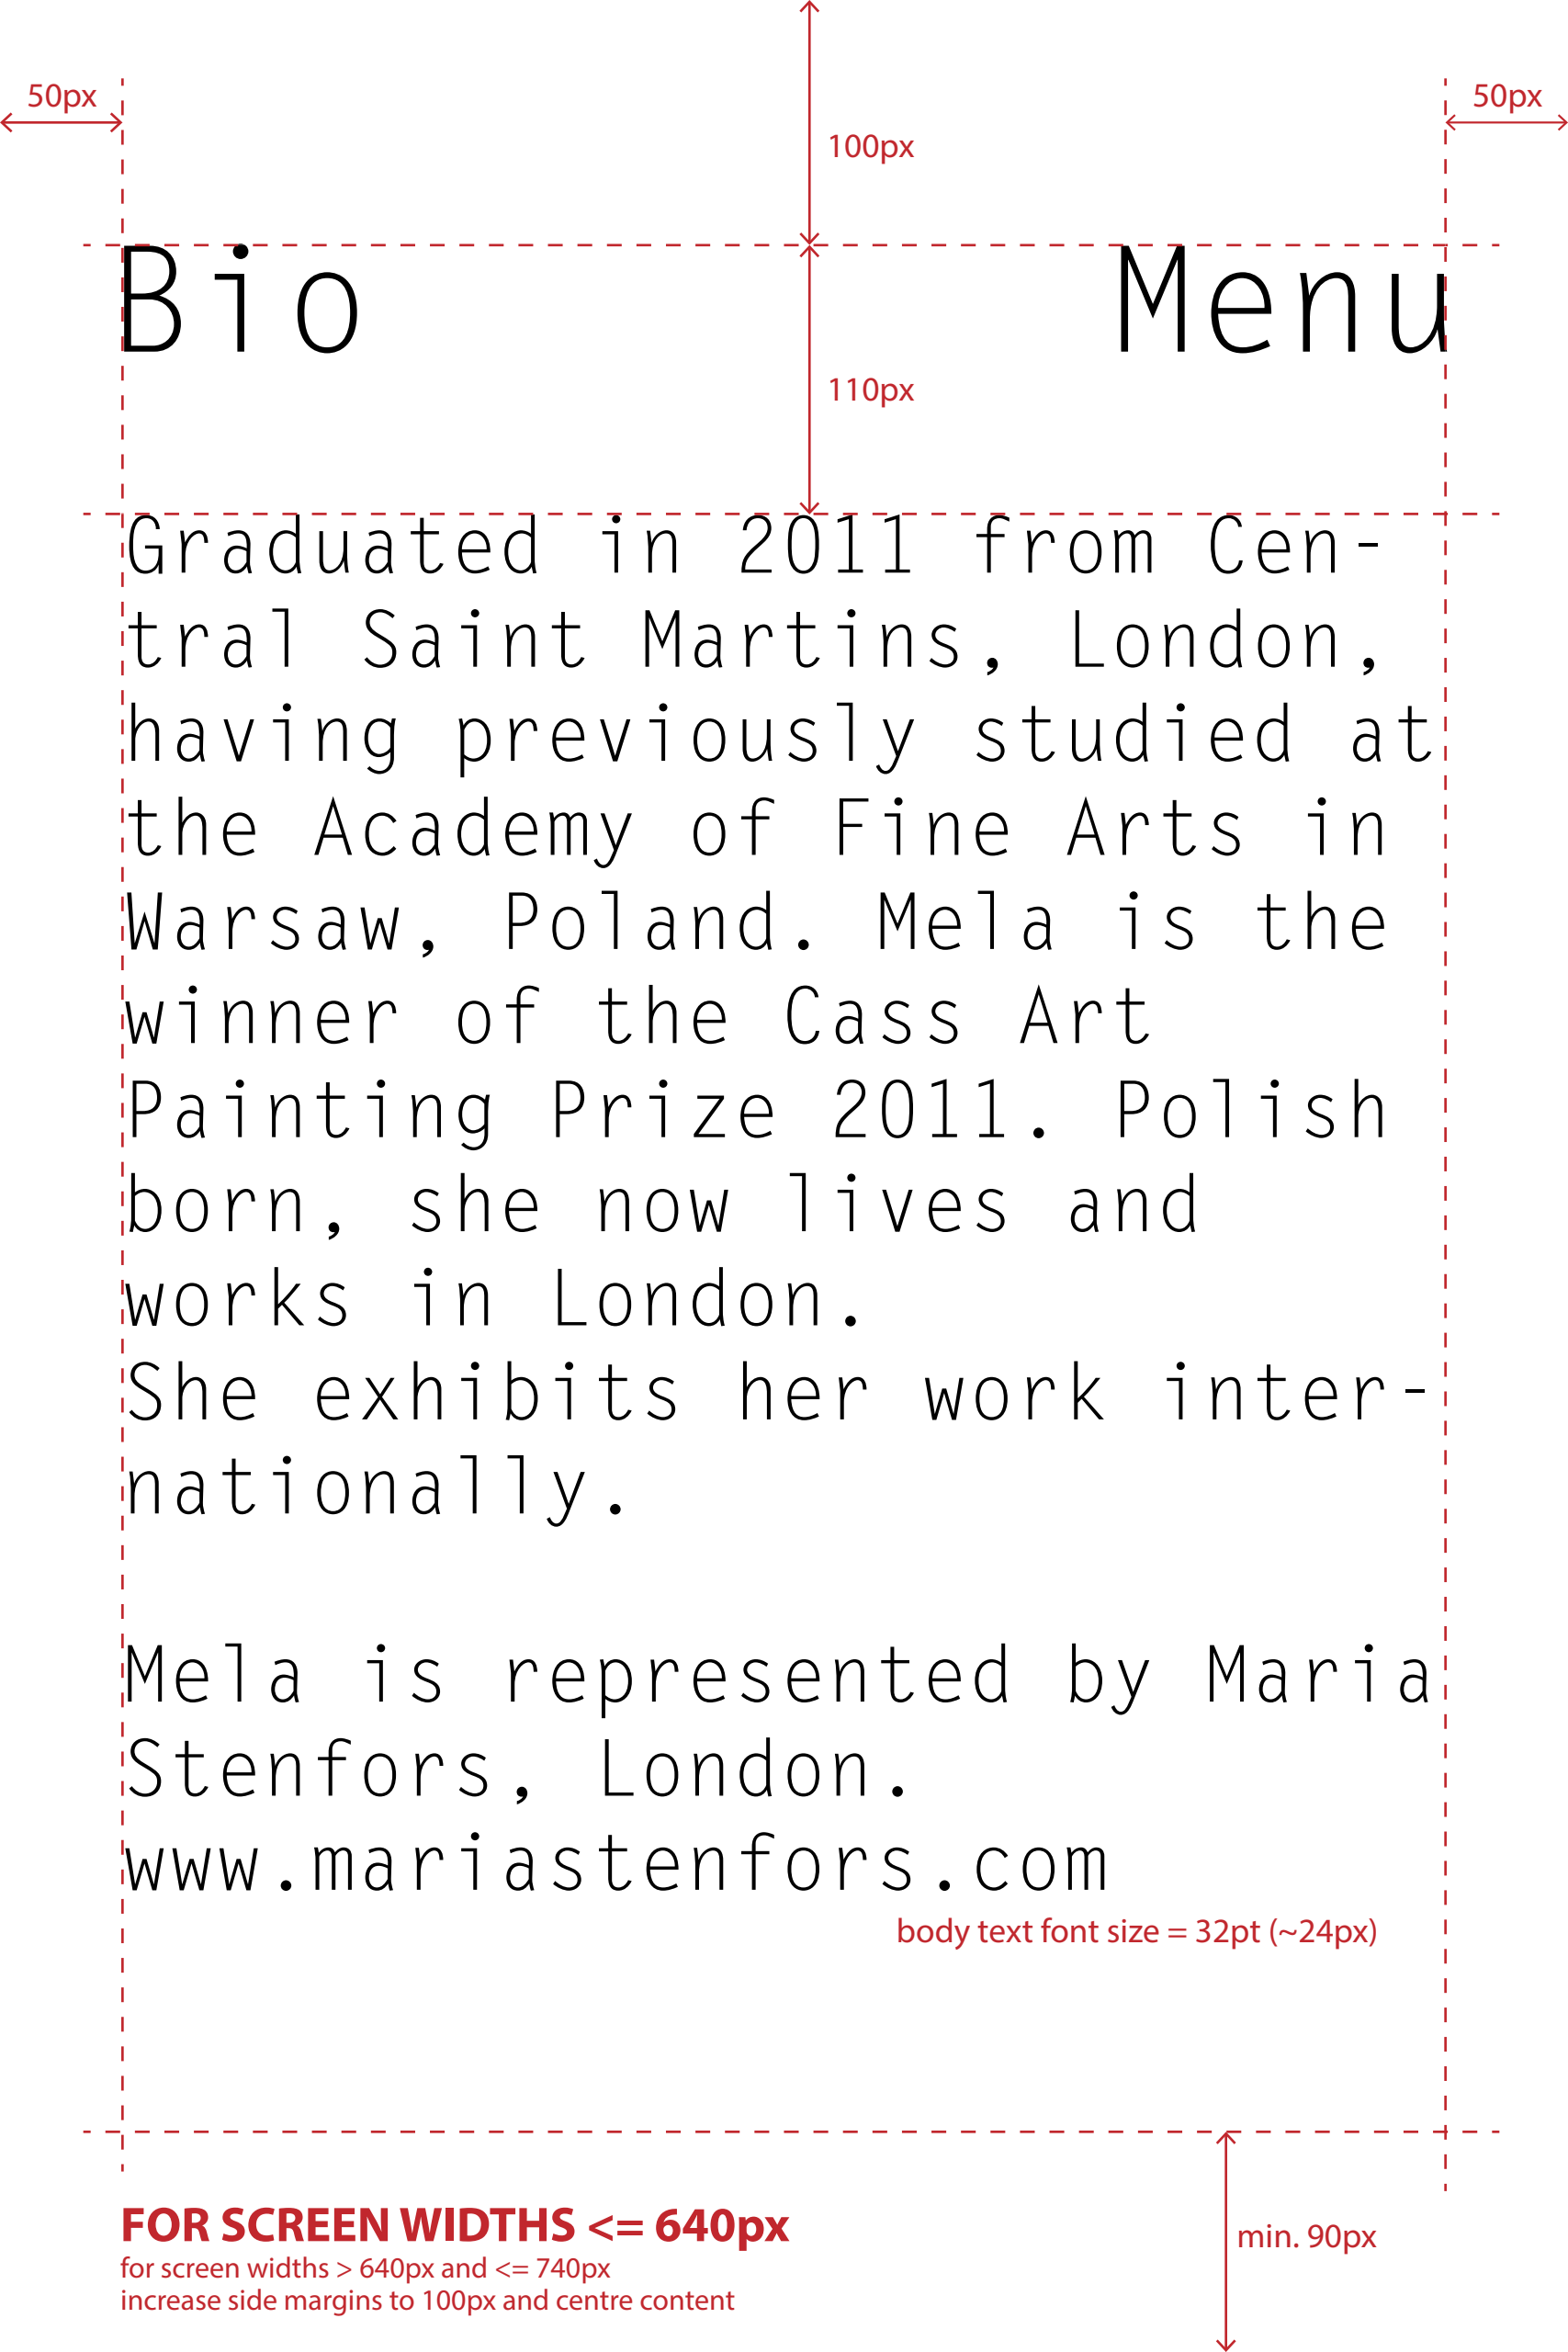 50px
50px
100px
Bio Menu
110px
Graduated in 2011 from Cen-
tral Saint Martins, London,
having previously studied at
the Academy of Fine Arts in
Warsaw, Poland. Mela is the
winner of the Cass Art
Painting Prize 2011. Polish
born, she now lives and
works in London.
She exhibits her work inter-
nationally.
Mela is represented by Maria
Stenfors, London.
www.mariastenfors.com
body text font size = 32pt (~24px)
FOR SCREEN WIDTHS <= 640px
min. 90px
for screen widths > 640px and <= 740px
increase side margins to 100px and centre content